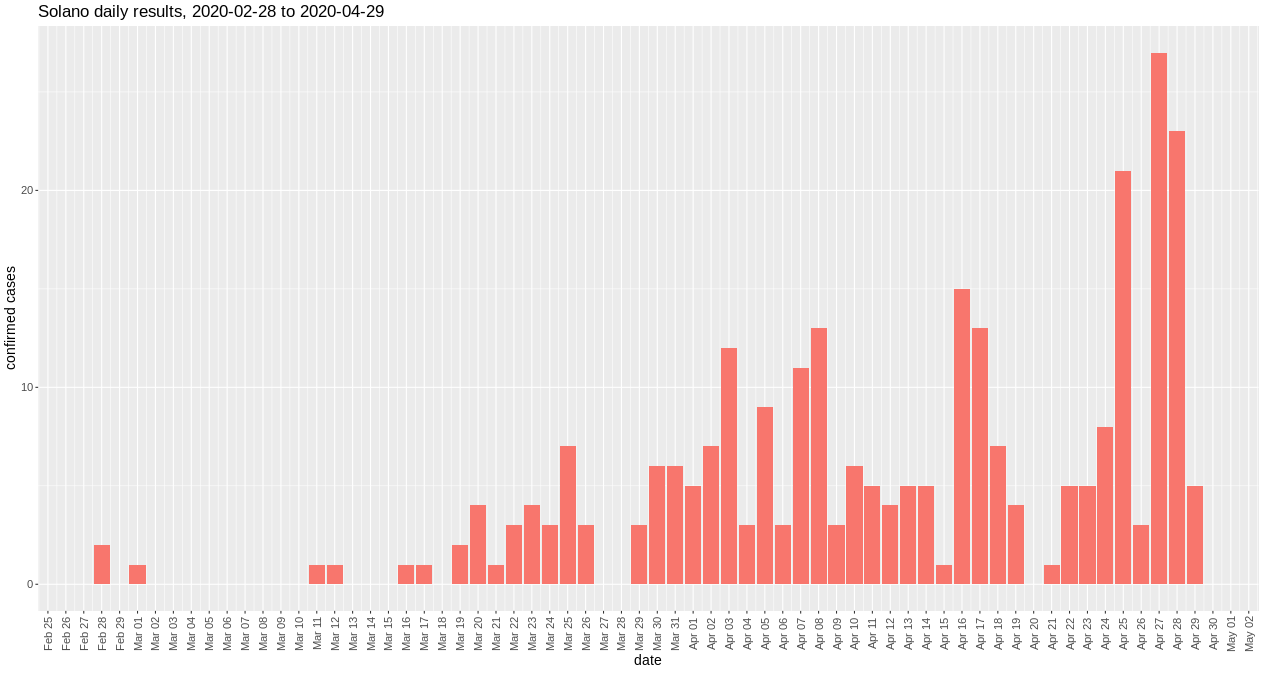 Solano daily results, 2020-02-28 to 2020-04-29
confirmed cases
20
10
0
Feb 25
Feb 26
Feb 27
Feb 28
Feb 29
Mar 01
Mar 02
Mar 03
Mar 04
Mar 05
Mar 06
Mar 07
Mar 08
Mar 09
Mar 10
Mar 11
Mar 12
Mar 13
Mar 14
Mar 15
Mar 16
Mar 17
Mar 18
Mar 19
Mar 20
Mar 21
Mar 22
Mar 23
Mar 24
Mar 25
Mar 26
Mar 27
Mar 28
Mar 29
Mar 30
Mar 31
Apr 01
Apr 02
Apr 03
Apr 04
Apr 05
Apr 06
Apr 07
Apr 08
Apr 09
Apr 10
Apr 11
Apr 12
Apr 13
Apr 14
Apr 15
Apr 16
Apr 17
Apr 18
Apr 19
Apr 20
Apr 21
Apr 22
Apr 23
Apr 24
Apr 25
Apr 26
Apr 27
Apr 28
Apr 29
Apr 30
May 01
May 02
date